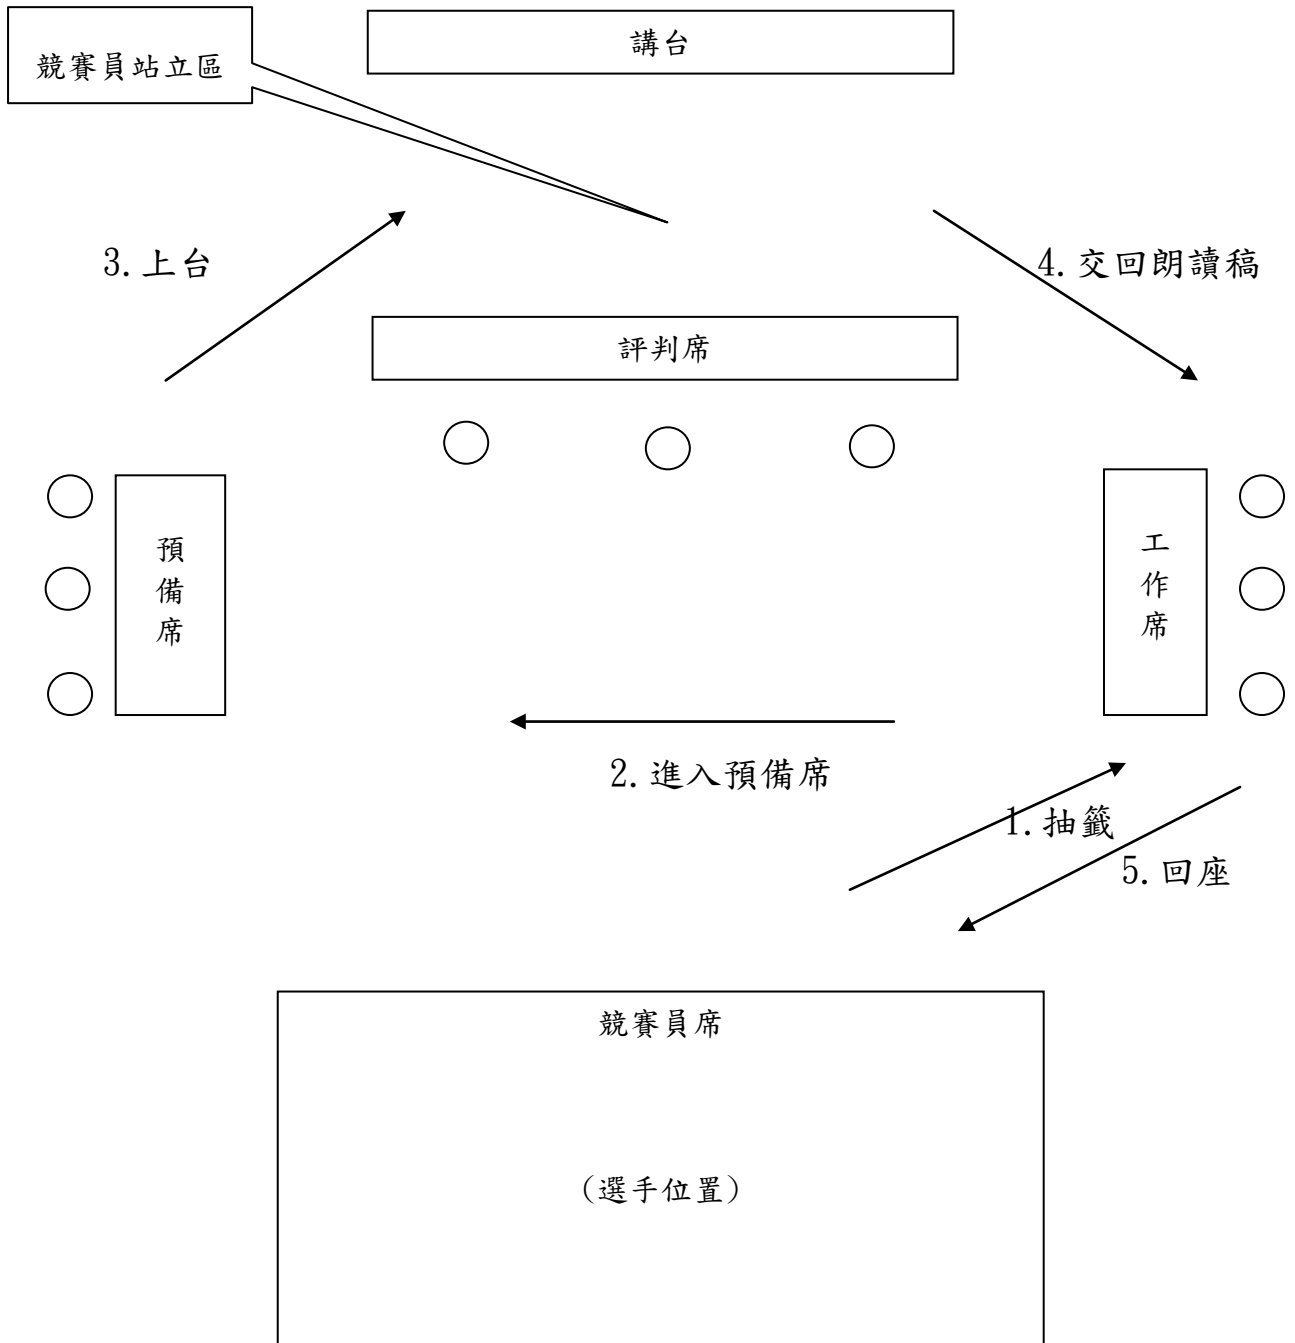 講台
競賽員站立區
3.上台
4.交回朗讀稿
評判席
預備席
工作席
2.進入預備席
1.抽籤
5.回座
競賽員席
(選手位置)